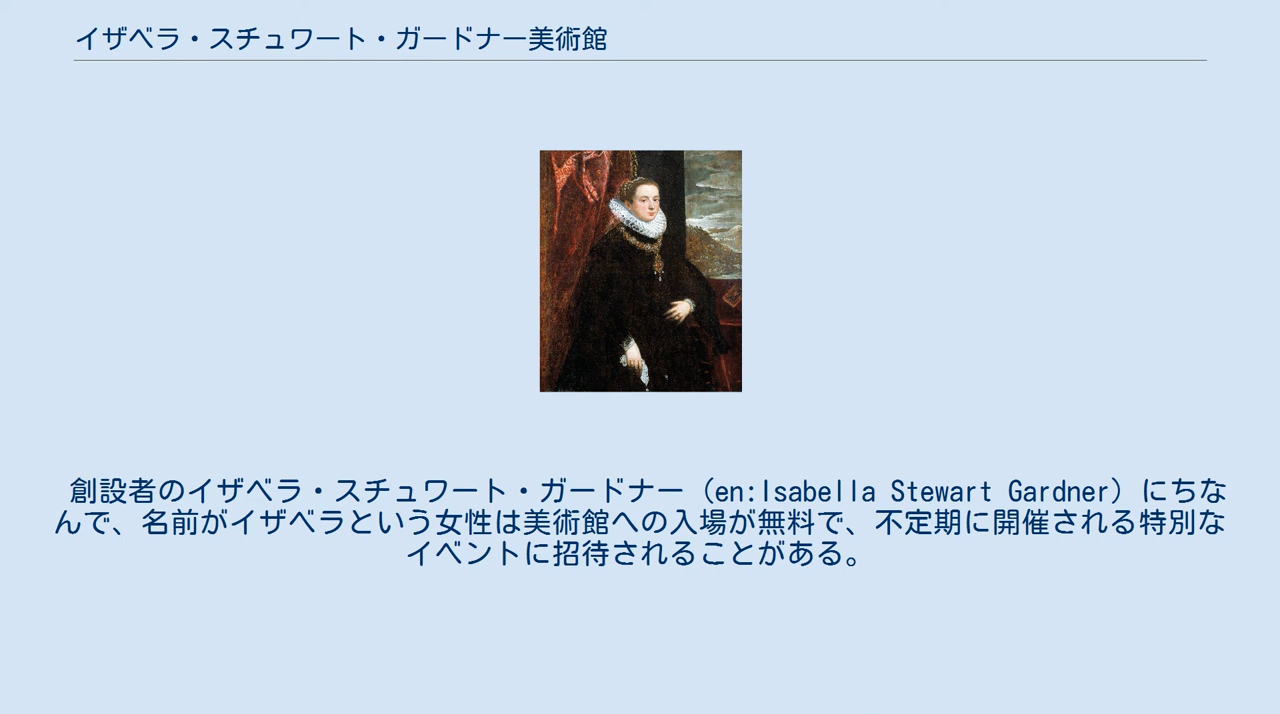 イザベラ・スチュワート・ガードナー美術館
創設者のイザベラ・スチュワート・ガードナー（en:Isabella Stewart Gardner）にちな
んで、名前がイザベラという女性は美術館への入場が無料で、不定期に開催される特別な
イベントに招待されることがある。